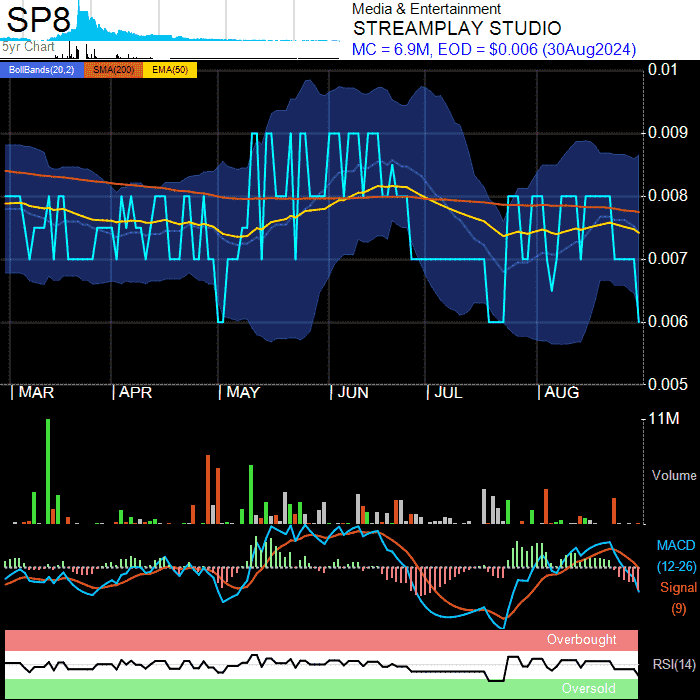 SP8
5yr Chart
Media & Entertainment
STREAMPLAY STUDIO
MC = 6.9M, EOD = $0.006 (30Aug2024)
BollBands(20,2) SMA(200) EMA(50)
0.01
0.009
0.008
0.007
0.006
0.005
MAR APR MAY JUN JUL AUG
11M
Volume
MACD
(12-26)
Signal
(9)
Overbought
RSI(14)
Oversold